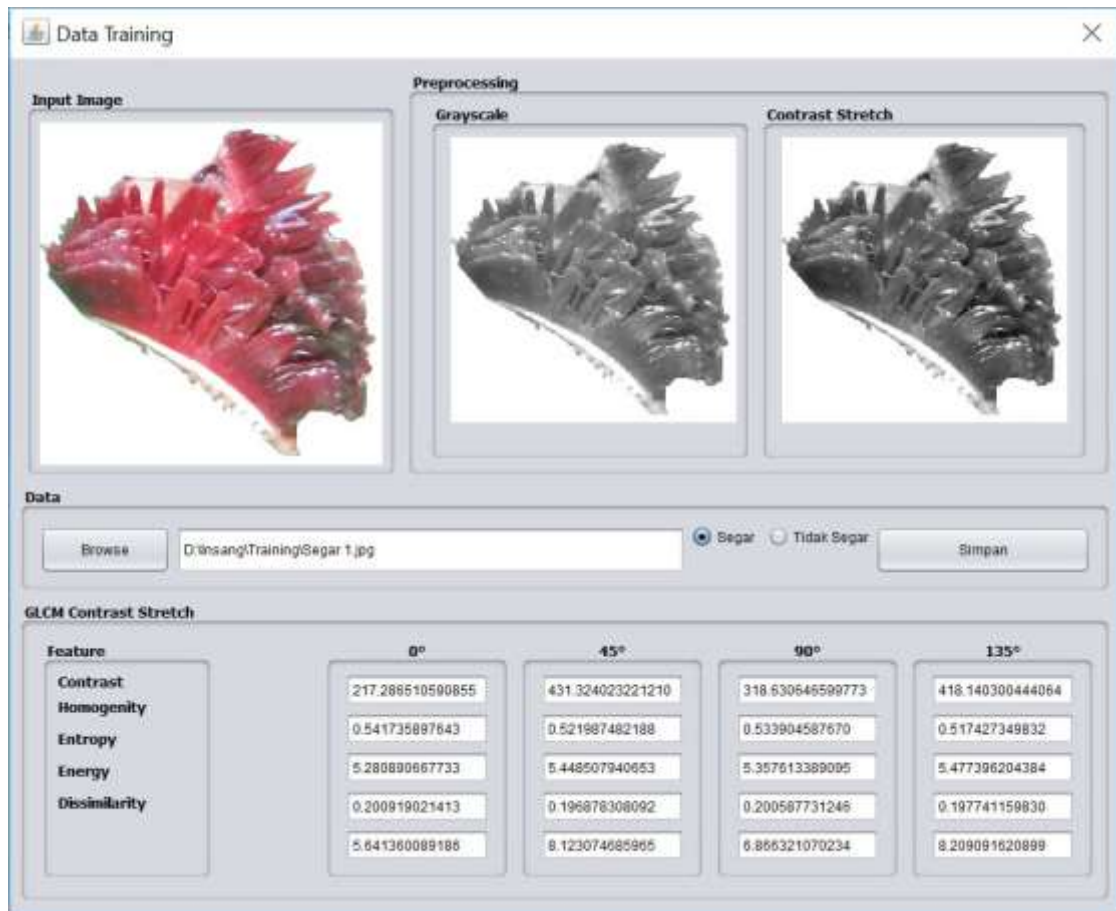 Data Training
Input Image
Preprocessing
Grayscale
Contrast Stretch
Data
Browse
D:\Insang\Training\Segar 1.jpg
Segar
Tidak Segar
Simpan
GLCM Contrast Stretch
Feature 0° 45° 90° 135°
Contrast 217.286510590855 431.324023221210 318.630646599773 418.140300444064
Homogenity 0.541735897643 0.521987482188 0.533904587670 0.517427349832
Entropy 5.280890667733 5.448507940653 5.357613389095 5.477396204384
Energy 0.200919021413 0.196878308092 0.200587731246 0.197741159830
Dissimilarity 5.641360089186 8.123074685965 6.866321070234 8.209091620899